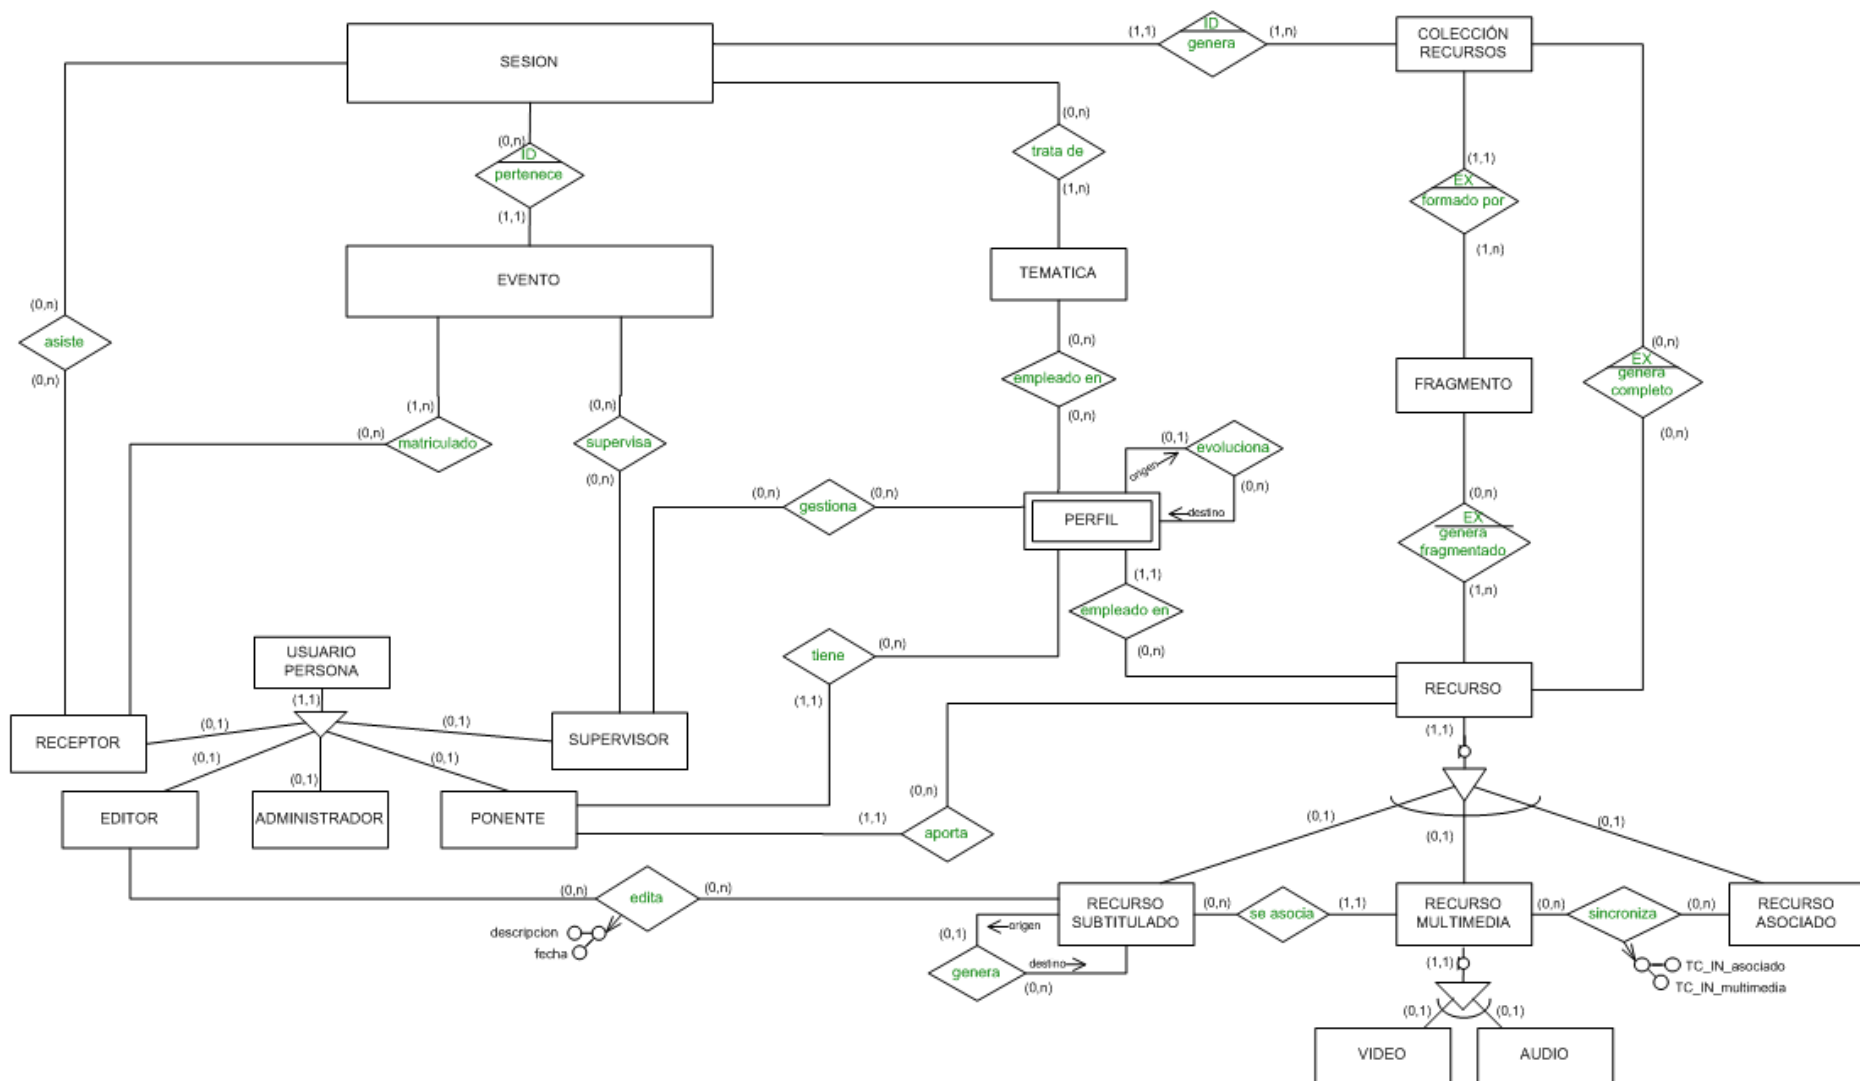 (1,1)
ID
genera
(1,n)
COLECCIÓN
RECURSOS
SESION
(0,n)
ID
pertenece
(1,1)
(0,n)
trata de
(1,n)
(1,1)
EX
formado por
(1,n)
EVENTO
TEMATICA
(0,n)
asiste
(0,n)
(0,n)
empleado en
(0,n)
FRAGMENTO
(0,n)
EX
genera
completo
(0,n)
(1,n)
(0,n)
matriculado
(0,n)
supervisa
(0,n)
(0,1)
evoluciona
origen
(0,n)
destino
(0,n)
gestiona
(0,n)
PERFIL
(0,n)
EX
genera
fragmentado
(1,n)
(1,1)
empleado en
(0,n)
USUARIO
PERSONA
(1,1)
tiene
(0,n)
(1,1)
RECURSO
(1,1)
RECEPTOR
(0,1)
(0,1)
SUPERVISOR
(0,1)
(0,1)
(0,1)
EDITOR
ADMINISTRADOR
PONENTE
(0,n)
(1,1)
aporta
(0,1)
(0,1)
(0,1)
(0,n)
edita
(0,n)
descripcion
fecha
RECURSO
SUBTITULADO
(0,n)
se asocia
(1,1)
RECURSO
MULTIMEDIA
(0,n)
sincroniza
(0,n)
RECURSO
ASOCIADO
origen
(0,1)
genera
destino
(0,n)
(1,1)
TC_IN_asociado
TC_IN_multimedia
(0,1)
(0,1)
VIDEO
AUDIO